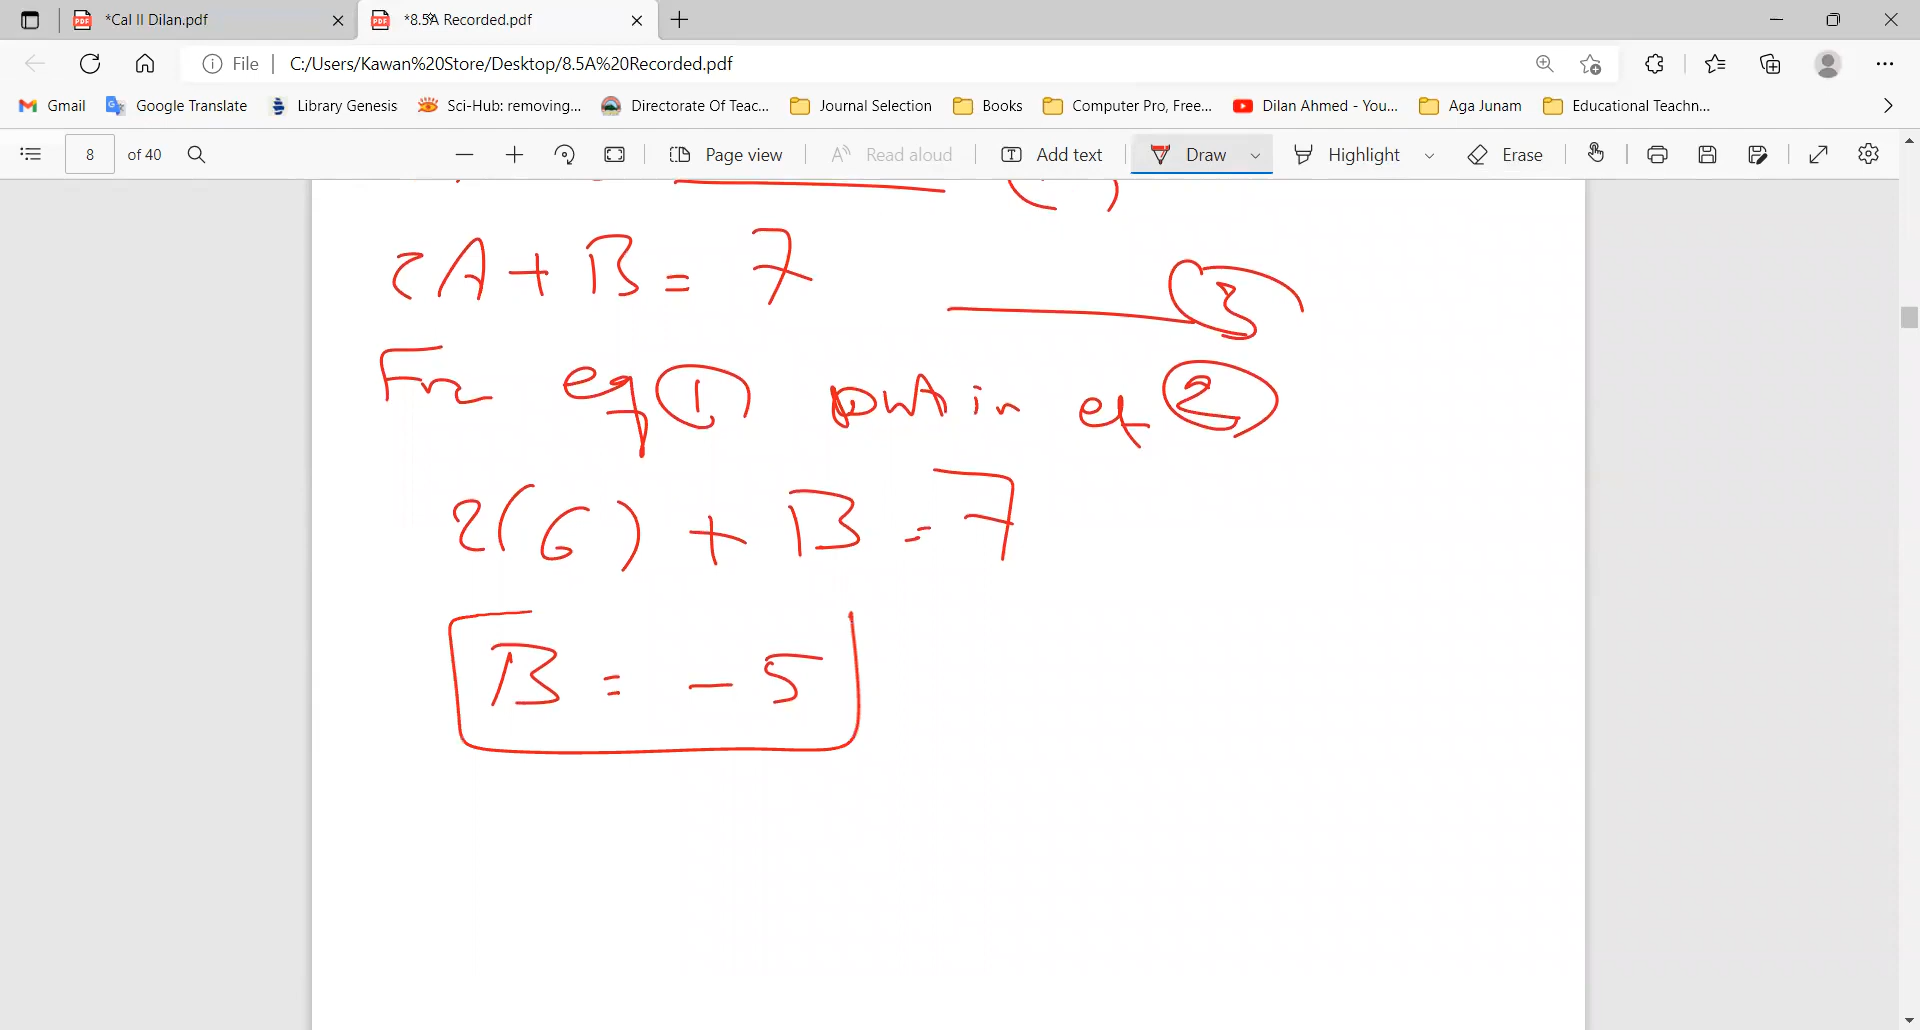 *Cal II Dilan.pdf
*8.5A Recorded.pdf
File C:/Users/Kawan%20Store/Desktop/8.5A%20Recorded.pdf
Gmail Google Translate Library Genesis Sci-Hub: removing... Directorate Of Teac... Journal Selection Books Computer Pro, Free... Dilan Ahmed - You... Aga Junam Educational Teachn...
8 of 40 Page view Read aloud Add text Draw Highlight Erase
2A + B = 7 3
eq 1 in 2
2(6) + B = 7
B = - 5